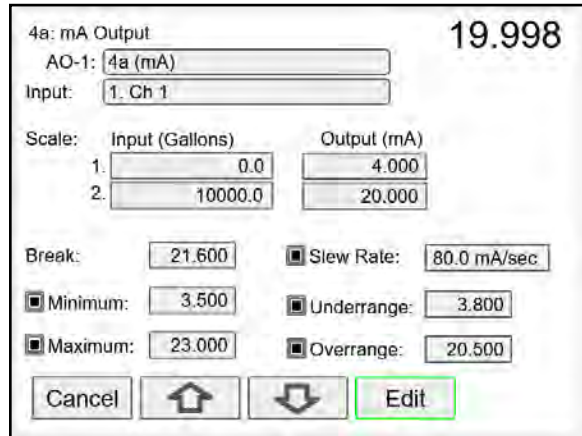 4a: mA Output
19.998
AO-1: 4a (mA)
Input: 1. Ch 1
Scale: Input (Gallons) Output (mA)
1. 0.0 4.000
2. 10000.0 20.000
Break: 21.600 Slew Rate: 80.0 mA/sec
Minimum: 3.500 Underrange: 3.800
Maximum: 23.000 Overrange: 20.500
Cancel Edit